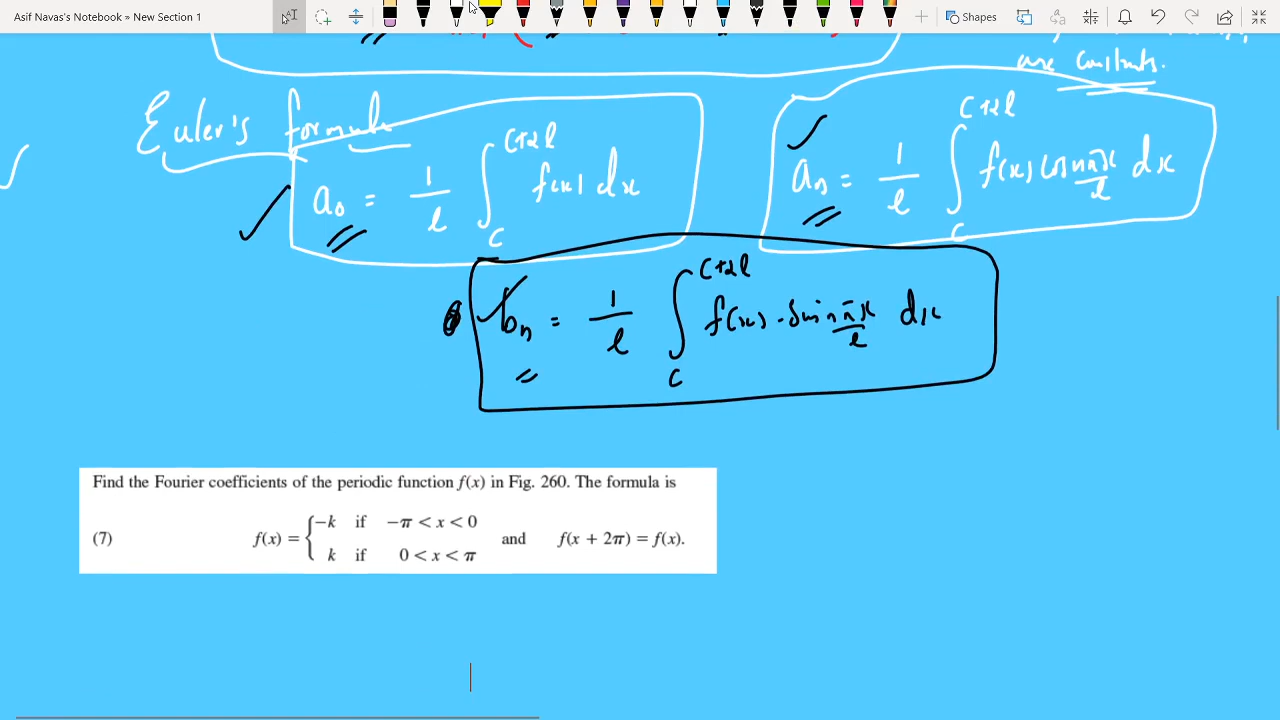 Asif Navas's Notebook » New Section 1
Shapes
are constants.
Euler's formula
a₀ = 1/l ∫_c^{c+2l} f(x) dx
aₙ = 1/l ∫_c^{c+2l} f(x) cos nπx/l dx
bₙ = 1/l ∫_c^{c+2l} f(x) · sin nπx/l dx
Find the Fourier coefficients of the periodic function f(x) in Fig. 260. The formula is
(7) f(x) = { −k if −π < x < 0
k if 0 < x < π and f(x + 2π) = f(x).